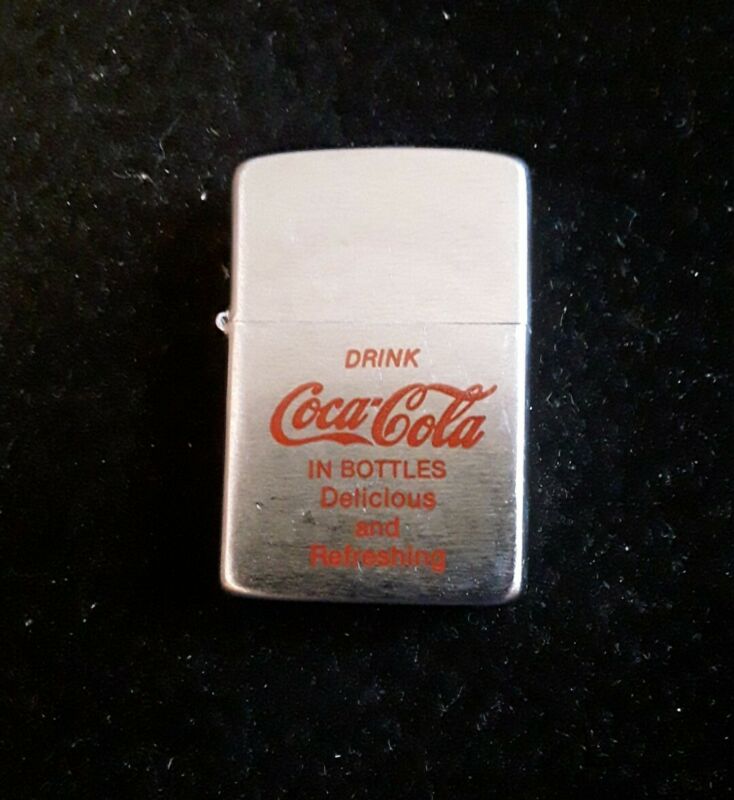 DRINK
Coca-Cola
IN BOTTLES
Delicious
and
Refreshing